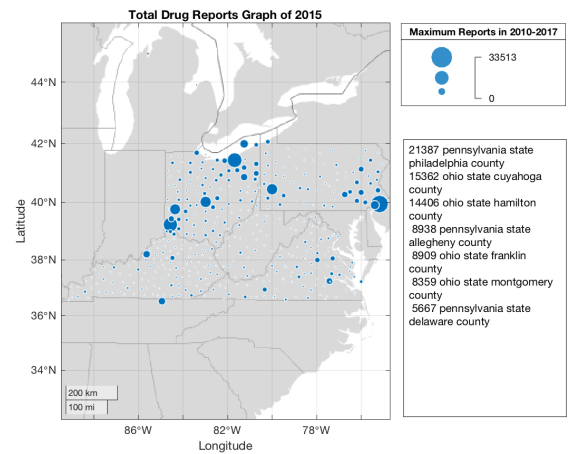 Total Drug Reports Graph of 2015
Maximum Reports in 2010-2017
33513
0
44°N
42°N
40°N
38°N
36°N
34°N
Latitude
200 km
100 mi
86°W
82°W
78°W
Longitude
21387 pennsylvania state
philadelphia county
15362 ohio state cuyahoga
county
14406 ohio state hamilton
county
8938 pennsylvania state
allegheny county
8909 ohio state franklin
county
8359 ohio state montgomery
county
5667 pennsylvania state
delaware county